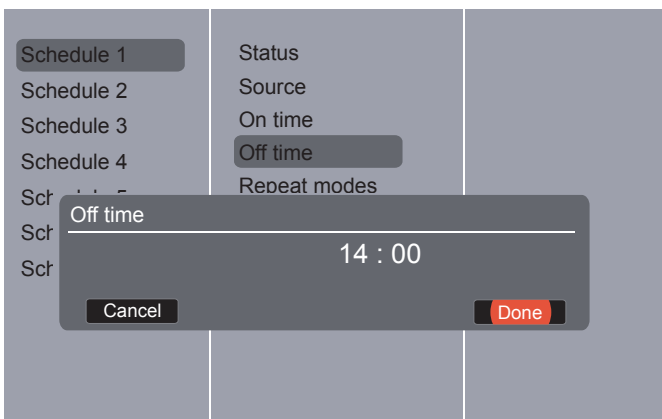 Schedule 1
Schedule 2
Schedule 3
Schedule 4
Status
Source
On time
Off time
Repeat modes
Off time
14 : 00
Cancel
Done